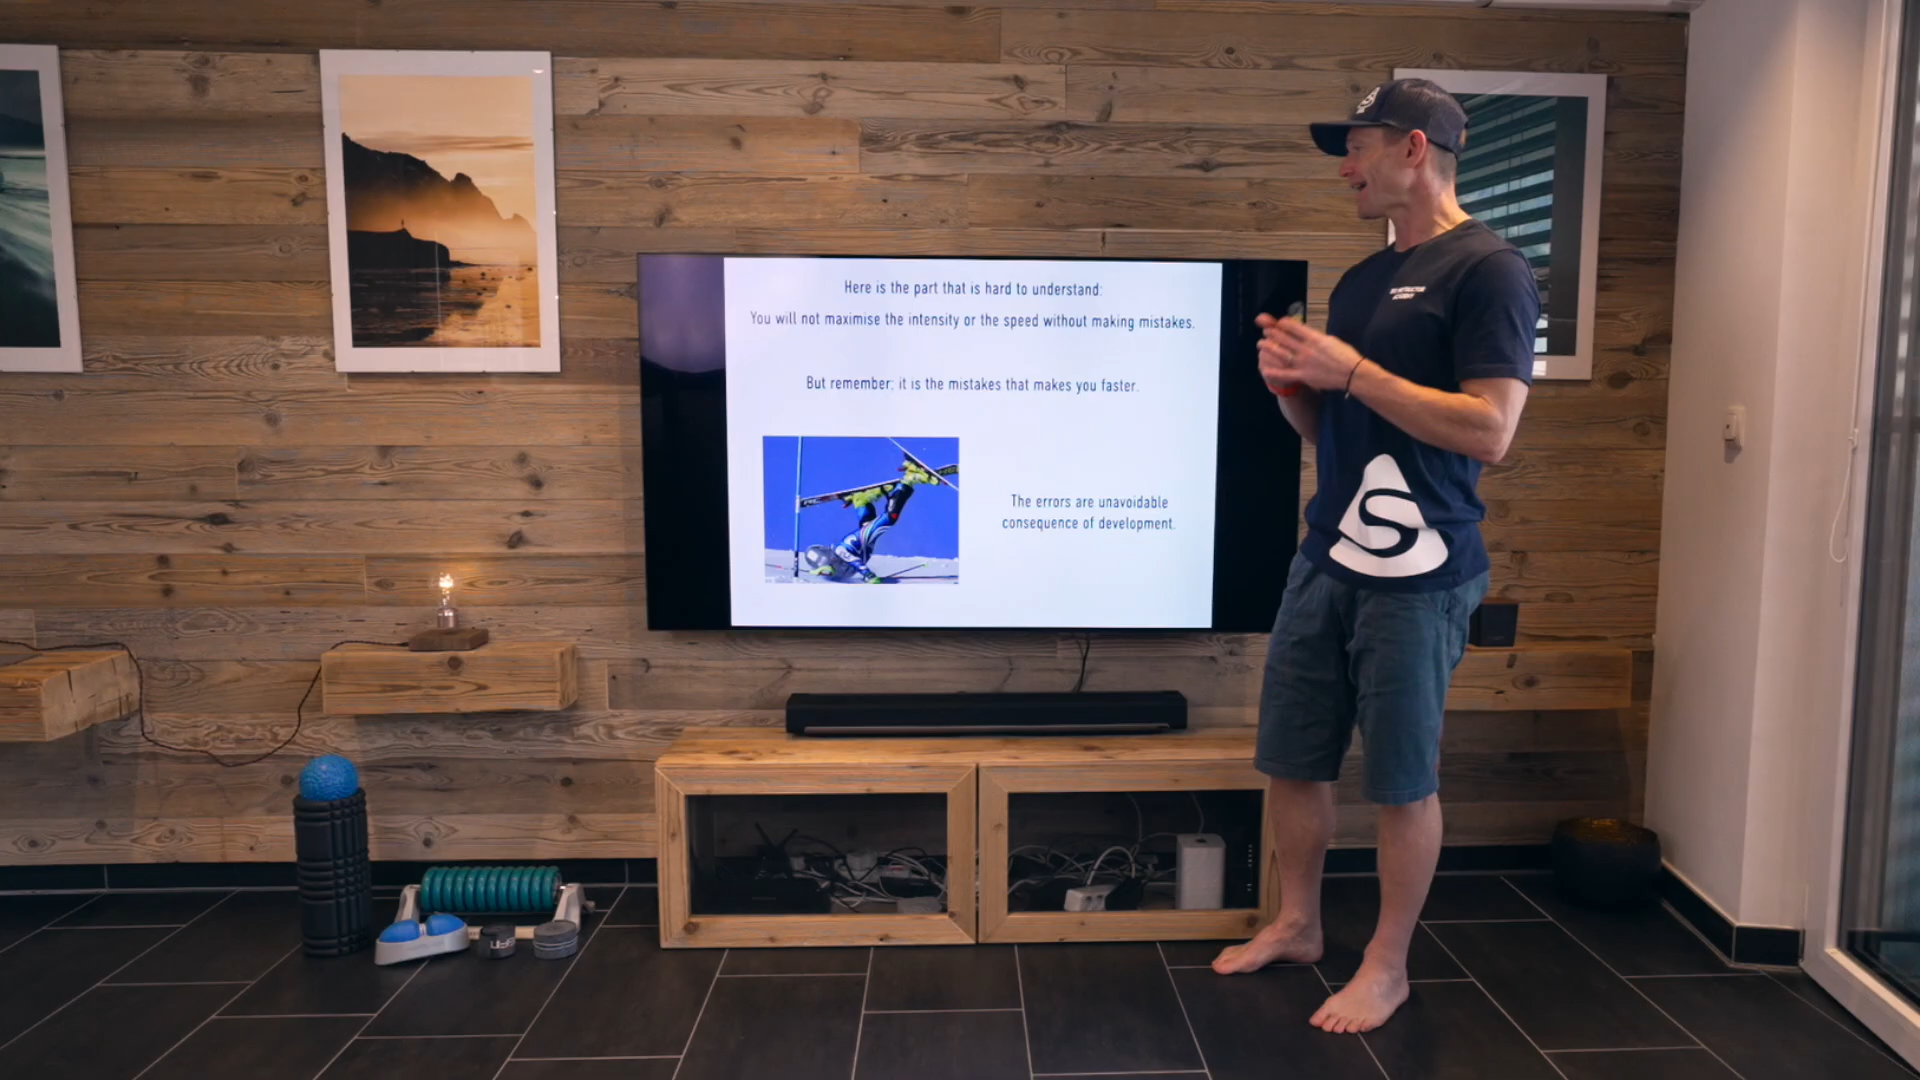 Here is the part that is hard to understand:
You will not maximise the intensity or the speed without making mistakes.
But remember: it is the mistakes that makes you faster.
The errors are unavoidable
consequence of development.
ACADEMY
S